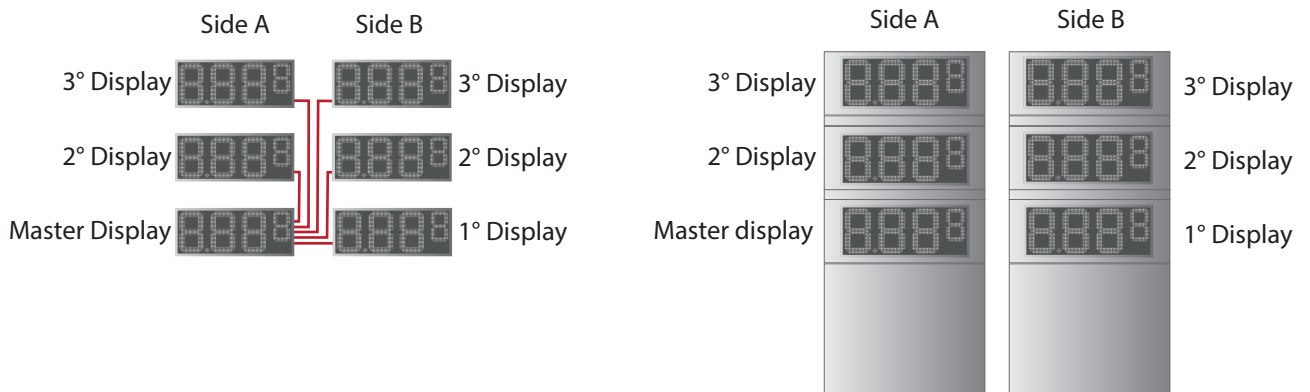 Side A Side B
3° Display 3° Display
2° Display 2° Display
Master Display 1° Display
Side A Side B
3° Display 3° Display
2° Display 2° Display
Master display 1° Display